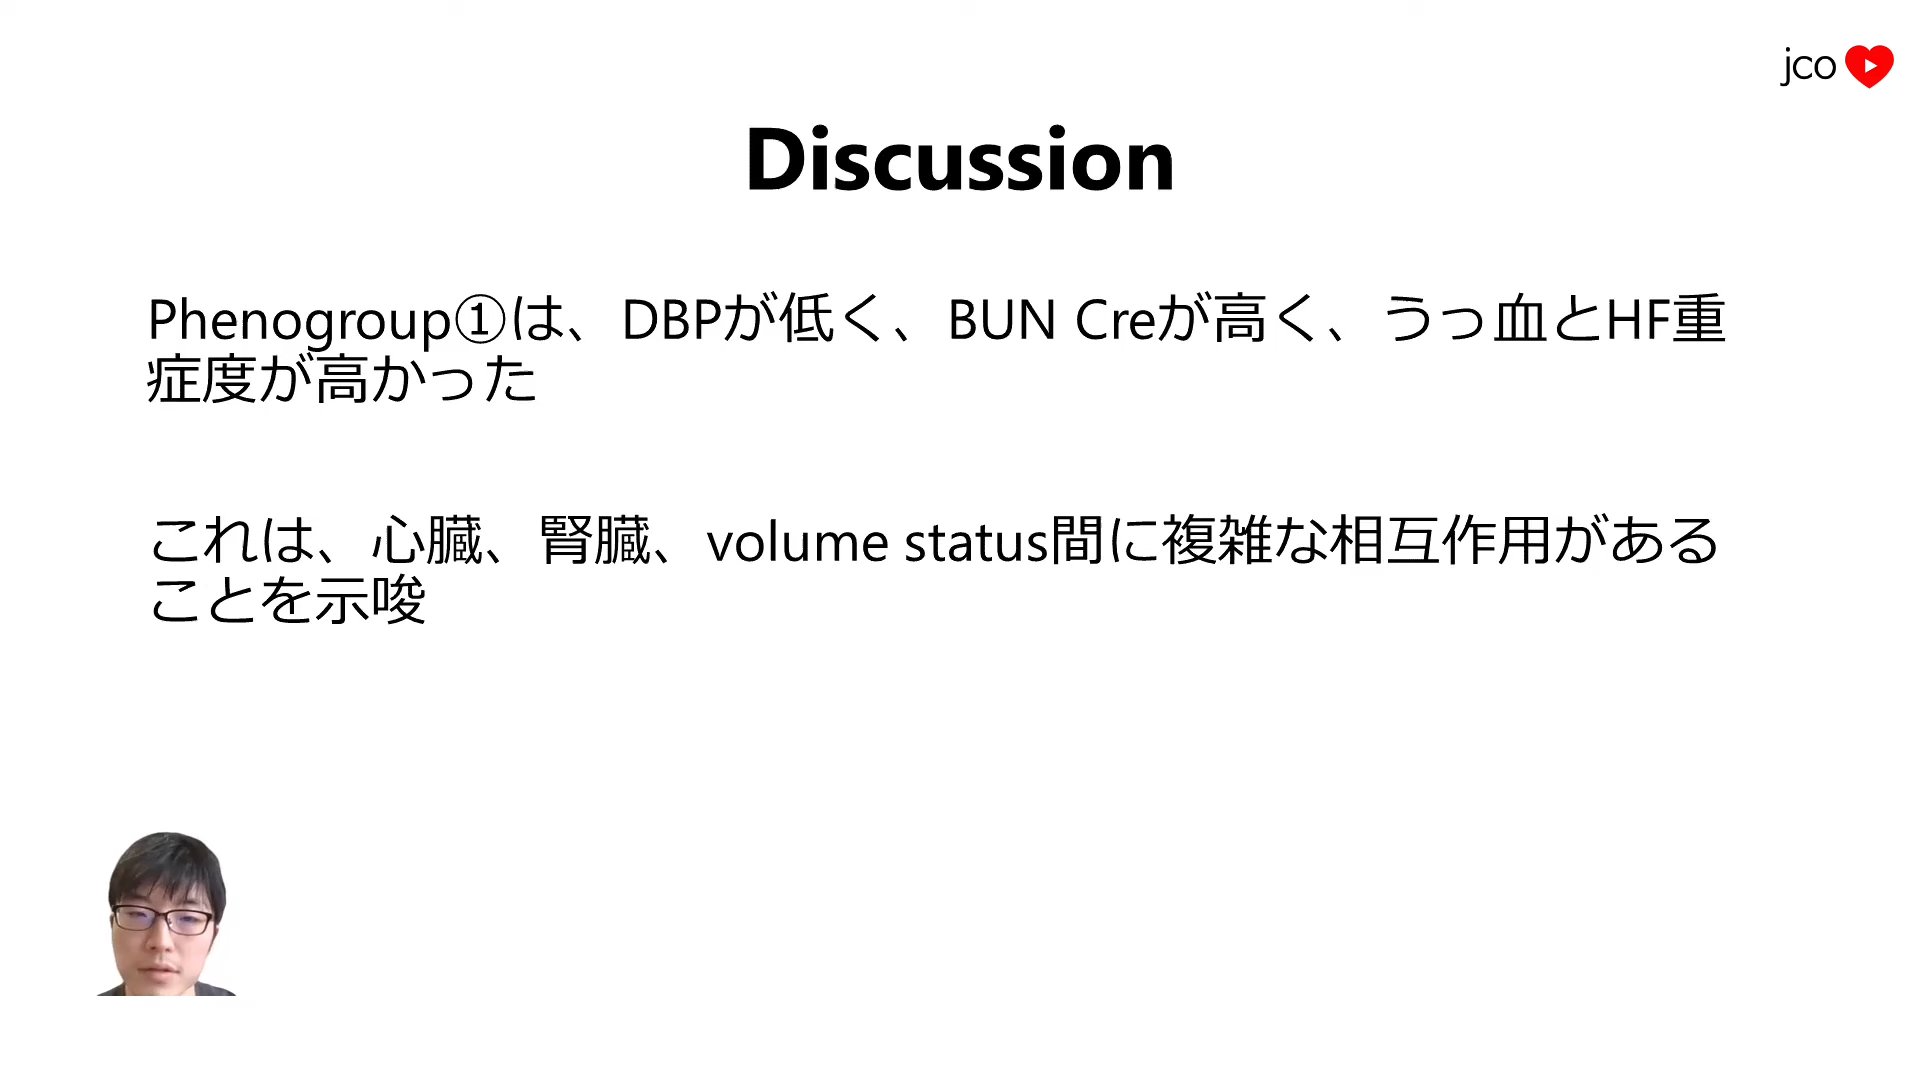 jco
Discussion
Phenogroup①は、DBPが低く、BUN Creが高く、うっ血とHF重
症度が高かった
これは、心臓、腎臓、volume status間に複雑な相互作用がある
ことを示唆